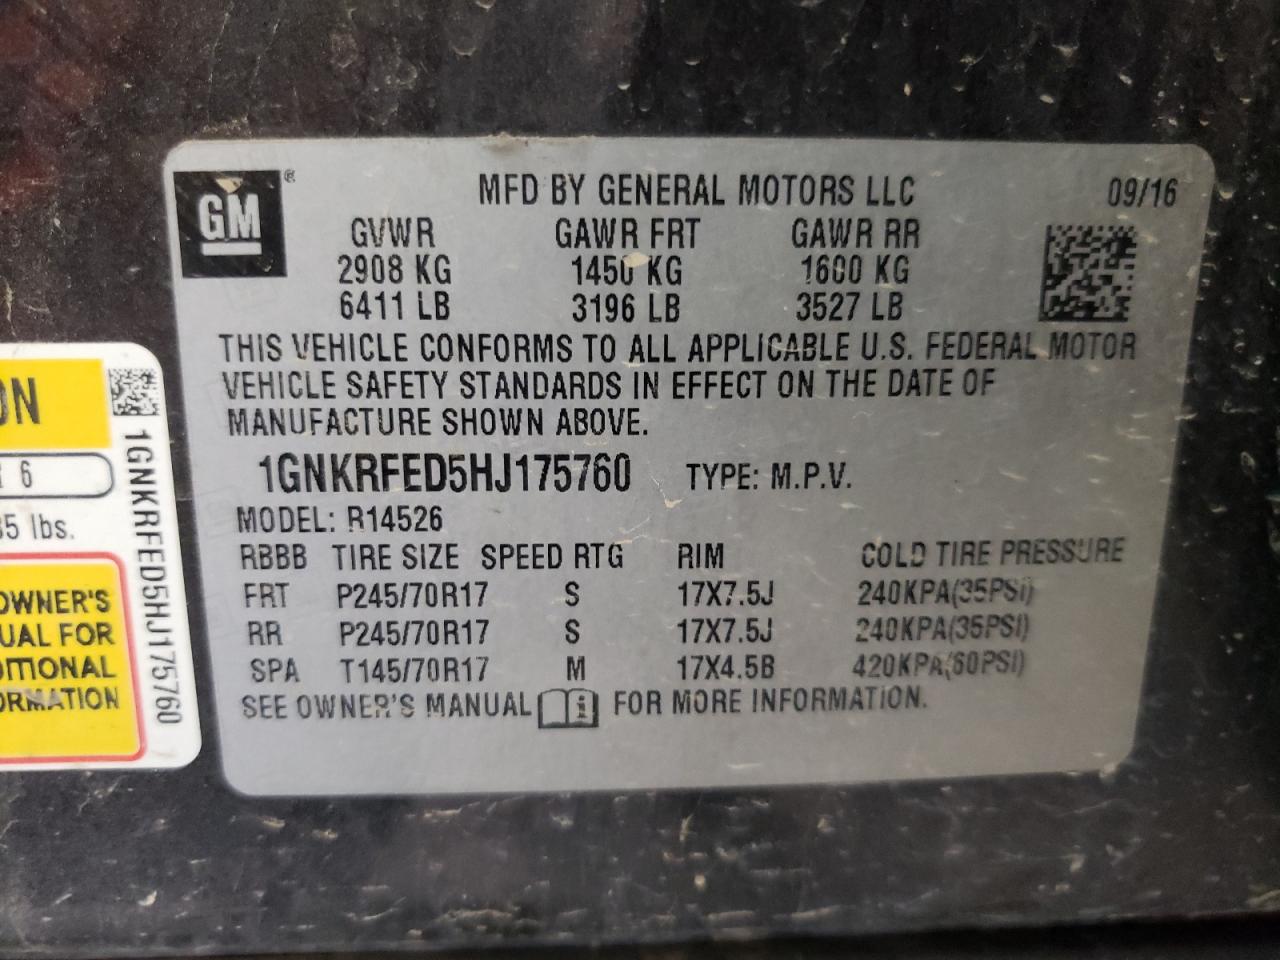 GM ®
MFD BY GENERAL MOTORS LLC 09/16
GVWR GAWR FRT GAWR RR
2908 KG 1450 KG 1600 KG
6411 LB 3196 LB 3527 LB
THIS VEHICLE CONFORMS TO ALL APPLICABLE U.S. FEDERAL MOTOR
VEHICLE SAFETY STANDARDS IN EFFECT ON THE DATE OF
MANUFACTURE SHOWN ABOVE.
1GNKRFED5HJ175760 TYPE: M.P.V.
MODEL: R14526
RBBB TIRE SIZE SPEED RTG RIM COLD TIRE PRESSURE
FRT P245/70R17 S 17X7.5J 240KPA(35PSI)
RR P245/70R17 S 17X7.5J 240KPA(35PSI)
SPA T145/70R17 M 17X4.5B 420KPA(60PSI)
SEE OWNER'S MANUAL i FOR MORE INFORMATION.
ON
6
35 lbs.
OWNER'S
UAL FOR
DITIONAL
ORMATION
1GNKRFED5HJ175760